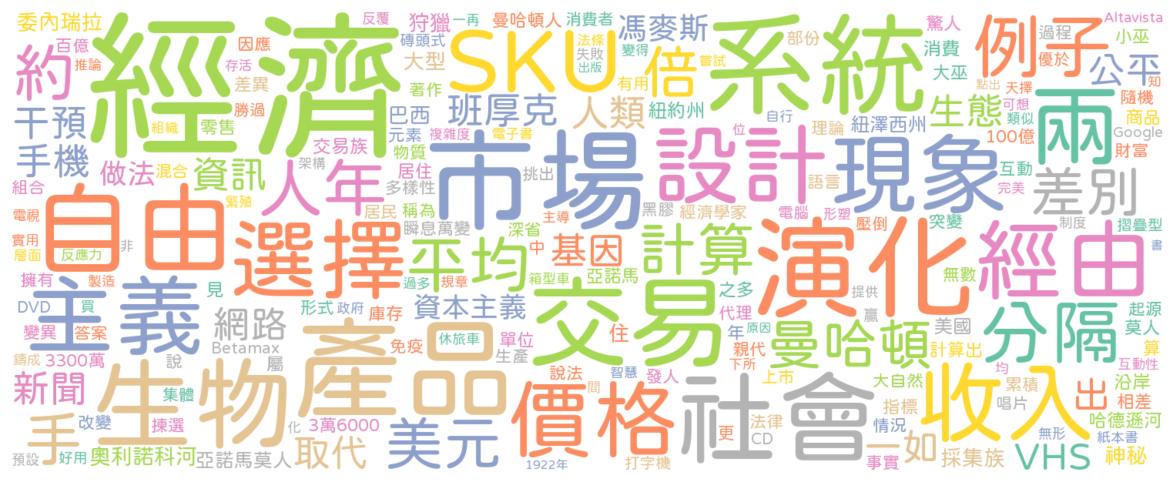 委內瑞拉
反覆
狩獵
一再
曼哈頓人
消費者
馮麥斯
驚人
部份
Altavista
過程
小巫
約
百億
推論
經濟
因應
存活
差異
勝過
磚頭式
大型
著作
SKU
法條
失敗
出版
變得
嘗試
有用
倍
系統
消費
大巫
點出
例子
優於
公平
天擇
可想
類似
知
隨機
商品
Google
財富
干預
手機
組織
零售
交易族
架構
巴西
元素
物質
複雜度
班厚克
電子書
人類
紐約州
位
自行
理論
語言
紐澤西州
生態
100億
互動
完美
兩
做法
混合
繁殖
資訊
人年
居住
多樣性
市場
挑出
設計
現象
差別
組合
電視
實用
層面
自由
反應力
非
選擇
居民
稱為
瞬息萬變
平均
深省
中
主導
基因
黑膠
經濟學家
計算
電腦
形塑
壓倒
演化
突變
無數
經由
制度
摺疊型
書
擁有
製造
見
過多
規章
箱型車
亞諾馬
之多
代理
提供
DVD
買
主義
變異
答案
網路
Betamax
形式
政府
庫存
資本主義
交易
住
年
原因
曼哈頓
贏
美國
分隔
起源
莫人
算
鑄成
3300萬
說
屬
產品
免疫
休旅車
單位
生產
親代
下所
計算出
互動性
新聞
集體
生物
說法
間
智慧
發人
上市
大自然
均
累積
出
沿岸
相差
手
改變
揀選
化
3萬6000
美元
價格
社會
更
法律
CD
指標
情況
收入
唱片
哈德遜河
無形
紙本書
預設
好用
奧利諾科河
亞諾馬莫人
取代
1922年
打字機
一如
事實
採集族
VHS
神秘